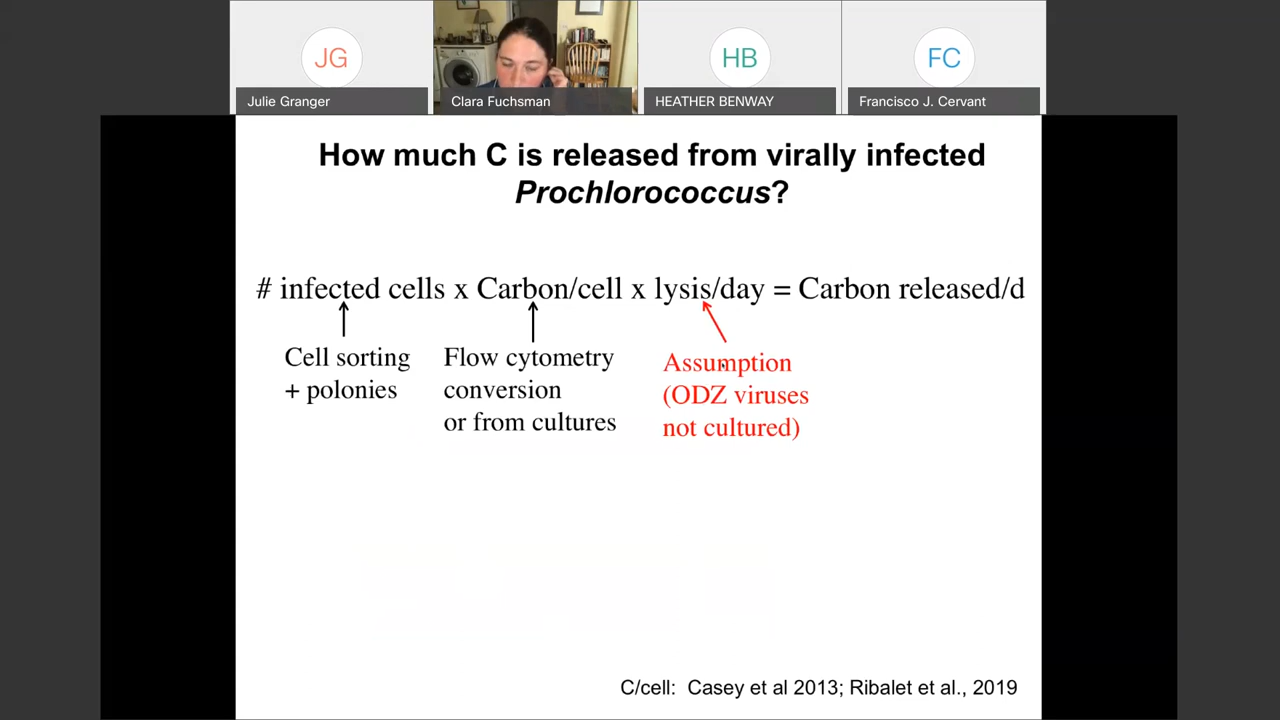 JG
HB
FC
Julie Granger
Clara Fuchsman
HEATHER BENWAY
Francisco J. Cervant
How much C is released from virally infected
Prochlorococcus?
# infected cells x Carbon/cell x lysis/day = Carbon released/d
Cell sorting
+ polonies
Flow cytometry
conversion
or from cultures
Assumption
(ODZ viruses
not cultured)
C/cell: Casey et al 2013; Ribalet et al., 2019